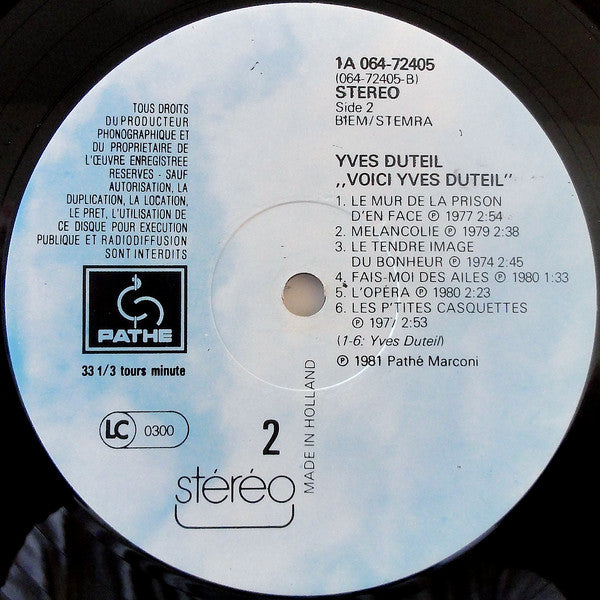 1A 064-72405
(064-72405-B)
STEREO
Side 2
BIEM/STEMRA
TOUS DROITS
DU PRODUCTEUR
PHONOGRAPHIQUE ET
DU PROPRIETAIRE DE
L'ŒUVRE ENREGISTREE
RESERVES - SAUF
AUTORISATION, LA
DUPLICATION, LA LOCATION,
LE PRET, L'UTILISATION DE
CE DISQUE POUR EXECUTION
PUBLIQUE ET RADIODIFFUSION
SONT INTERDITS
PATHE
33 1/3 tours minute
LC 0300
YVES DUTEIL
,,VOICI YVES DUTEIL"
1. LE MUR DE LA PRISON
D'EN FACE ℗ 1977 2:54
2. MELANCOLIE ℗ 1979 2:38
3. LE TENDRE IMAGE
DU BONHEUR ℗ 1974 2:45
4. FAIS-MOI DES AILES ℗ 1980 1:33
5. L'OPÉRA ℗ 1980 2:23
6. LES P'TITES CASQUETTES
℗ 1977 2:53
(1-6: Yves Duteil)
℗ 1981 Pathé Marconi
2
stéréo
MADE IN HOLLAND